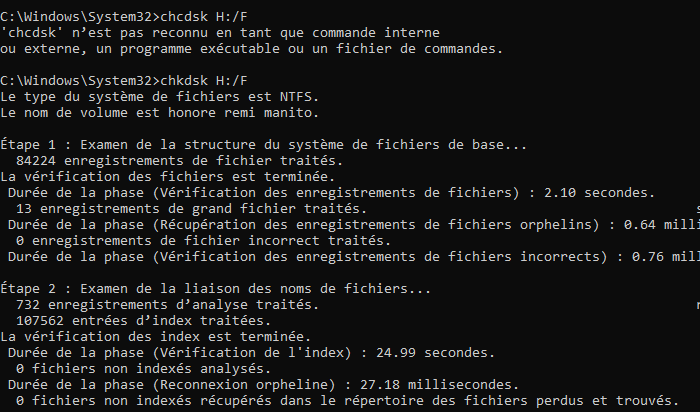 C:\Windows\System32>chcdsk H:/F
'chcdsk' n’est pas reconnu en tant que commande interne
ou externe, un programme exécutable ou un fichier de commandes.
C:\Windows\System32>chkdsk H:/F
Le type du système de fichiers est NTFS.
Le nom de volume est honore remi manito.
Étape 1 : Examen de la structure du système de fichiers de base...
84224 enregistrements de fichier traités.
La vérification des fichiers est terminée.
Durée de la phase (Vérification des enregistrements de fichiers) : 2.10 secondes.
13 enregistrements de grand fichier traités.
Durée de la phase (Récupération des enregistrements de fichiers orphelins) : 0.64 milli
0 enregistrements de fichier incorrect traités.
Durée de la phase (Vérification des enregistrements de fichiers incorrects) : 0.76 mil
Étape 2 : Examen de la liaison des noms de fichiers...
732 enregistrements d’analyse traités.
107562 entrées d’index traitées.
La vérification des index est terminée.
Durée de la phase (Vérification de l'index) : 24.99 secondes.
0 fichiers non indexés analysés.
Durée de la phase (Reconnexion orpheline) : 27.18 millisecondes.
0 fichiers non indexés récupérés dans le répertoire des fichiers perdus et trouvés.